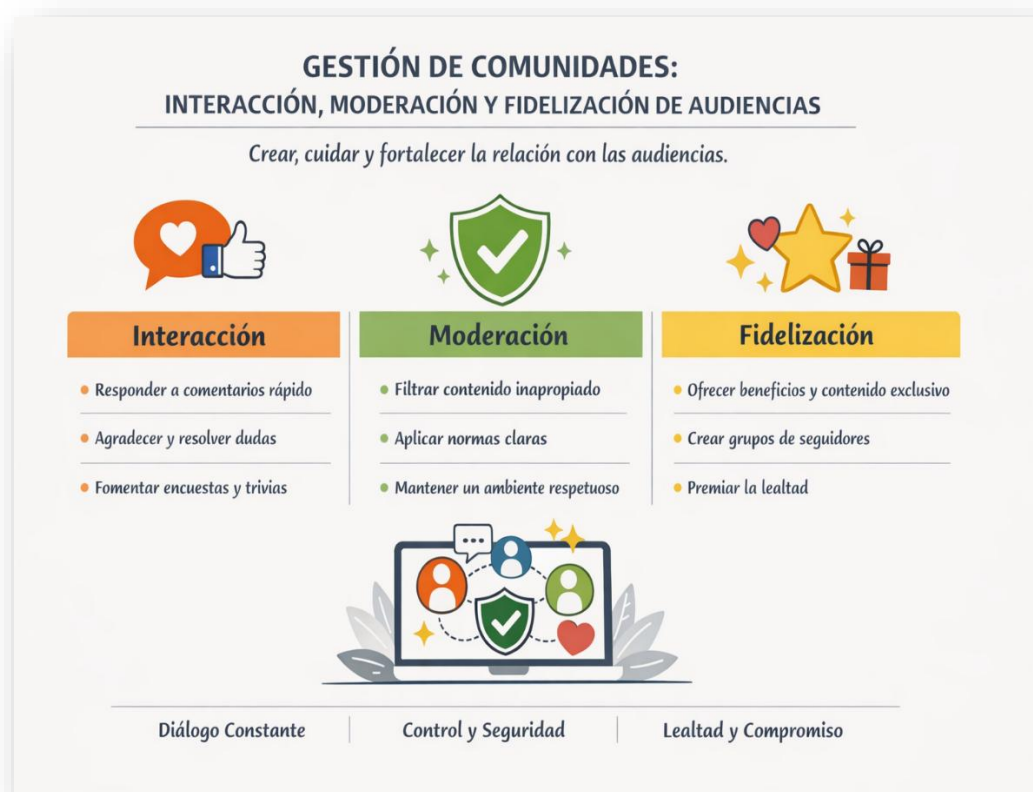 GESTIÓN DE COMUNIDADES:
INTERACCIÓN, MODERACIÓN Y FIDELIZACIÓN DE AUDIENCIAS
Crear, cuidar y fortalecer la relación con las audiencias.
Interacción
Responder a comentarios rápido
Agradecer y resolver dudas
Fomentar encuestas y trivias
Moderación
Filtrar contenido inapropiado
Aplicar normas claras
Mantener un ambiente respetuoso
Fidelización
Ofrecer beneficios y contenido exclusivo
Crear grupos de seguidores
Premiar la lealtad
Diálogo Constante
Control y Seguridad
Lealtad y Compromiso